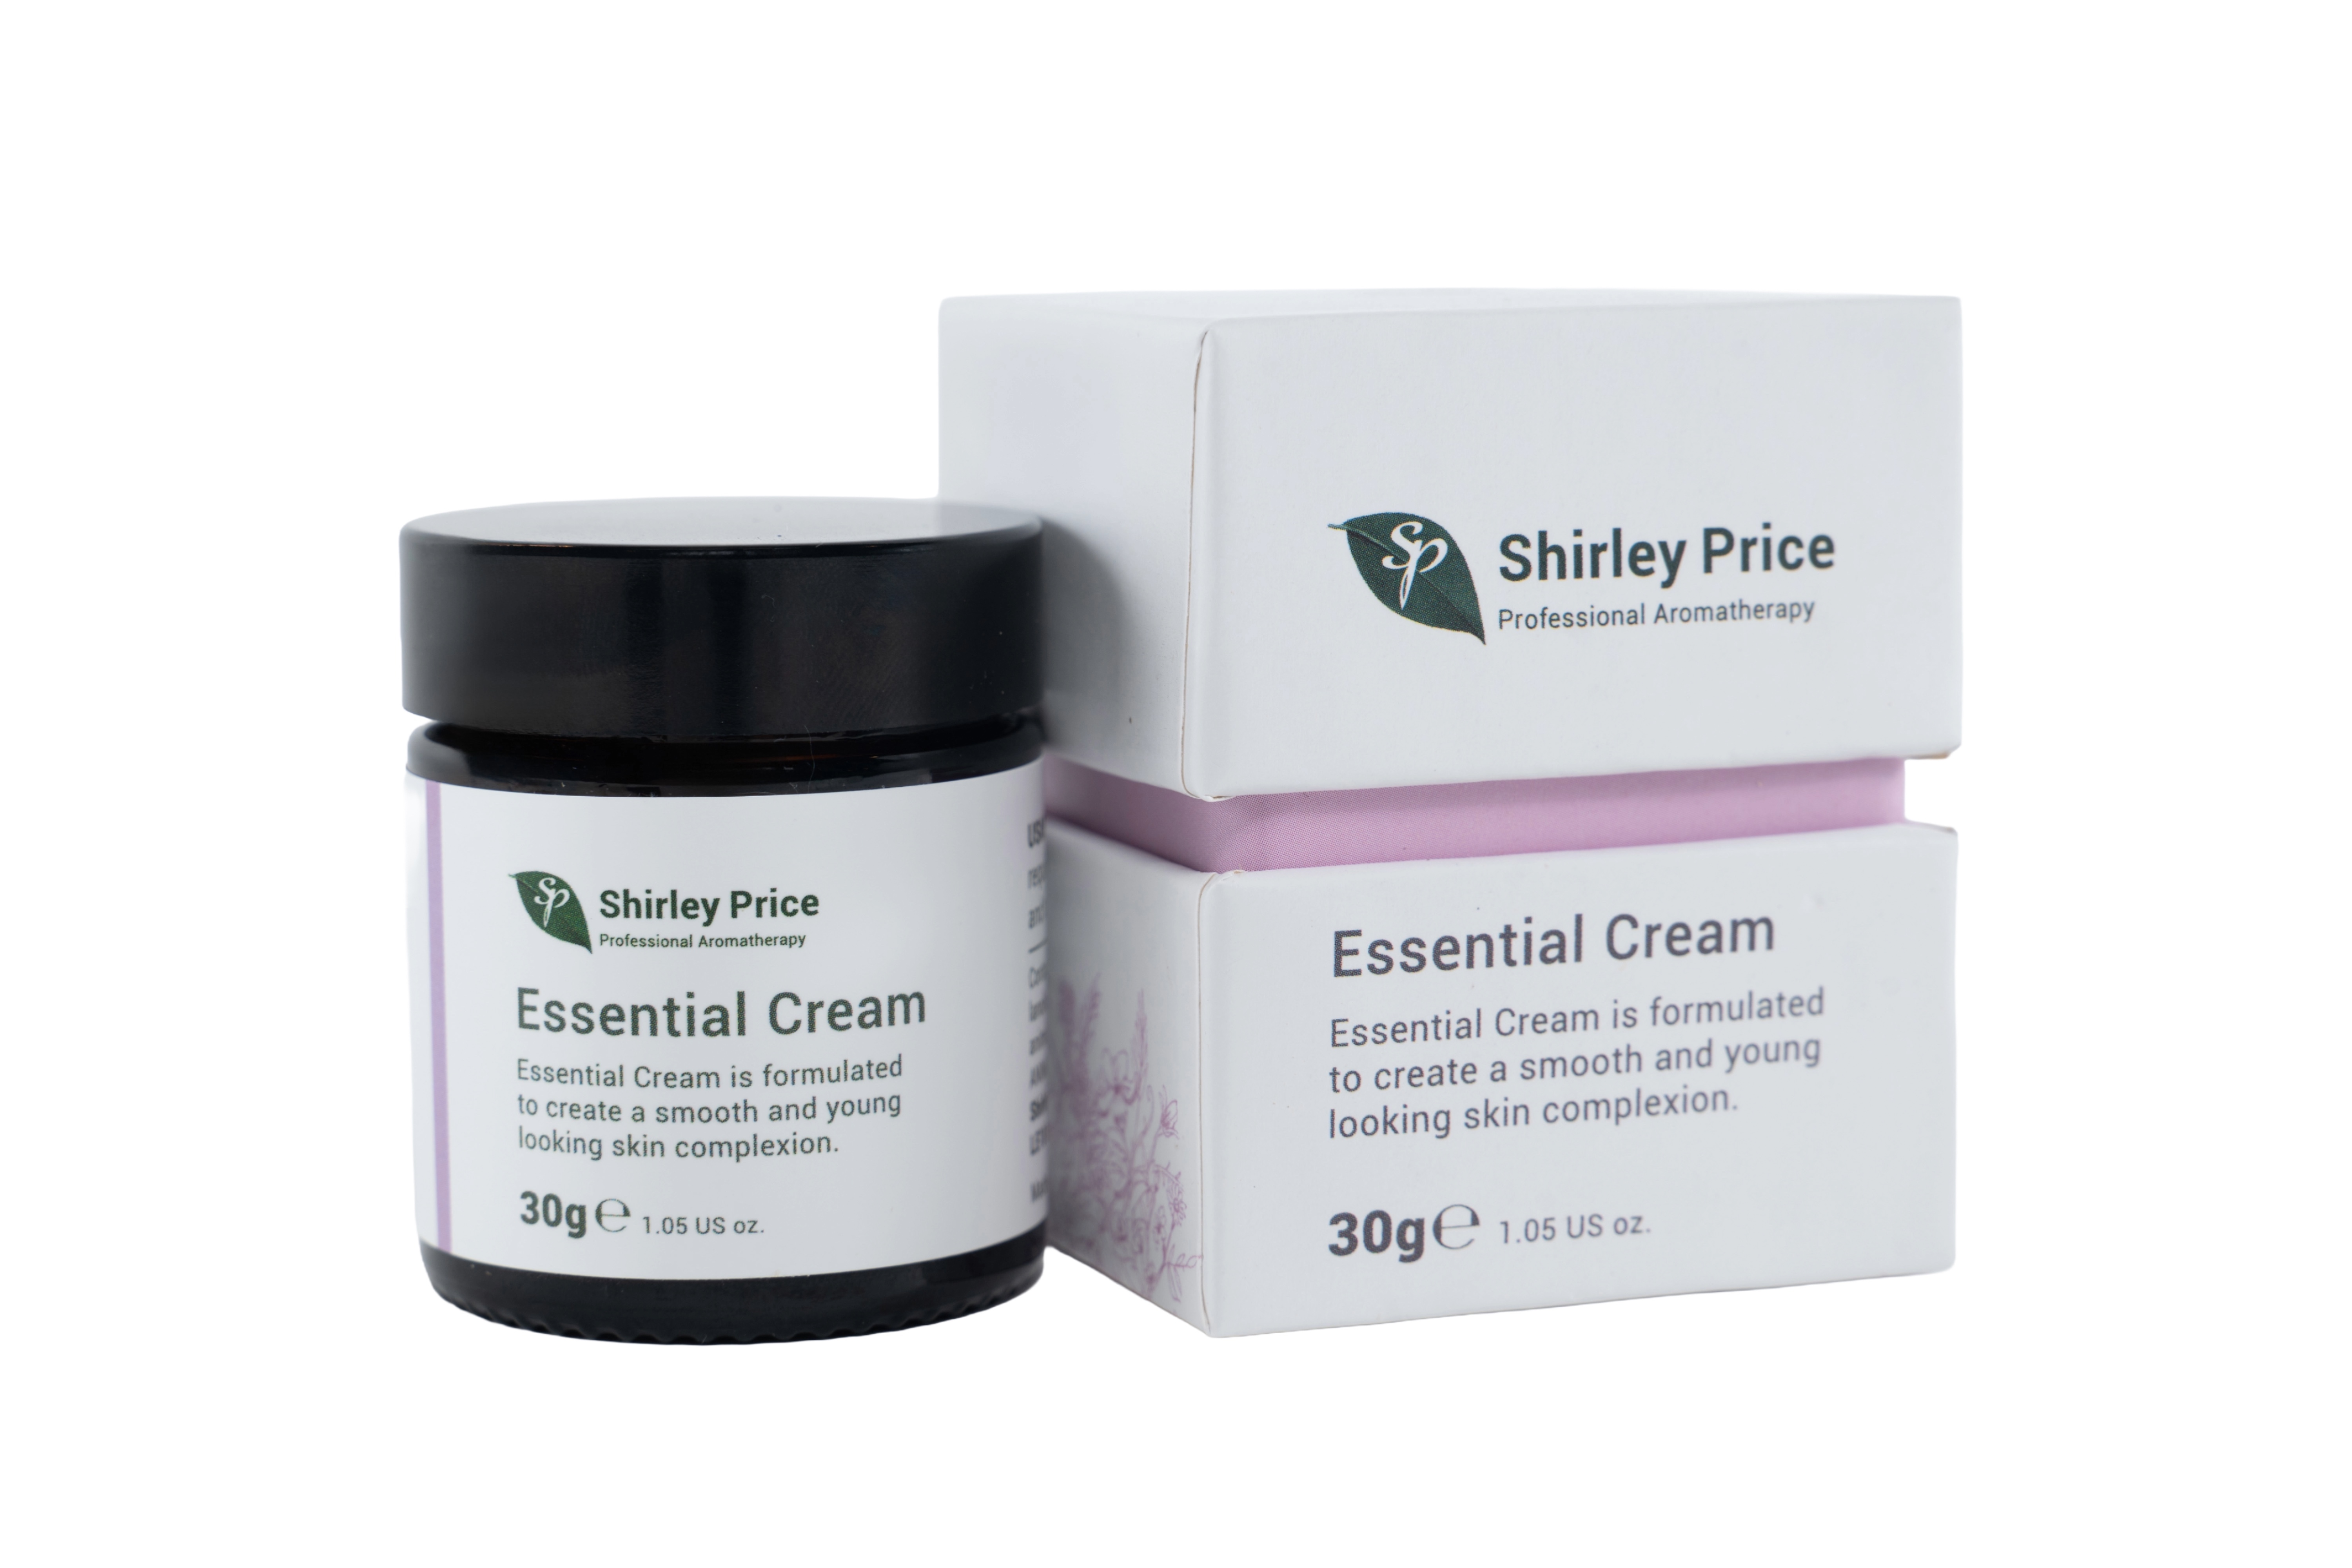 sp
Shirley Price
Professional Aromatherapy
Essential Cream
Essential Cream is formulated
to create a smooth and young
looking skin complexion.
30g ℮ 1.05 US oz.
sp
Shirley Price
Professional Aromatherapy
Essential Cream
Essential Cream is formulated
to create a smooth and young
looking skin complexion.
30g ℮ 1.05 US oz.